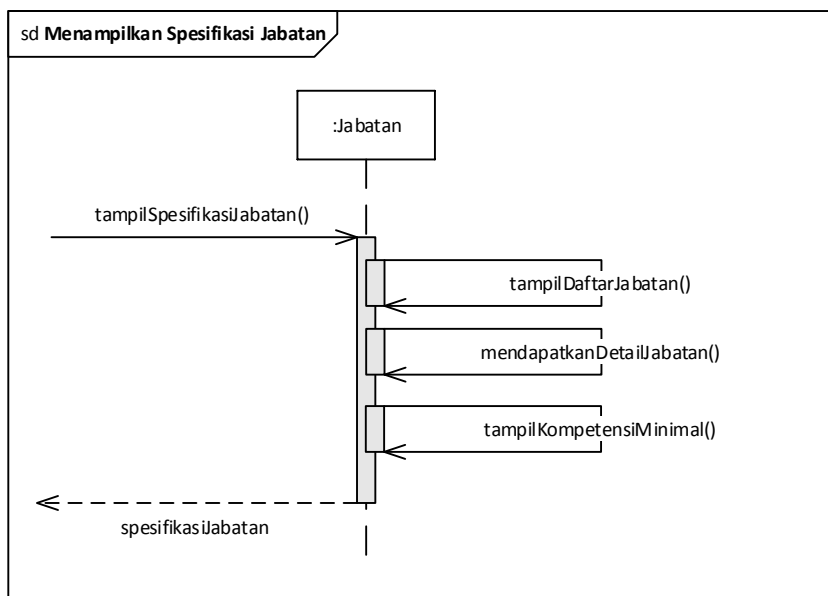 sd Menampilkan Spesifikasi Jabatan
:Jabatan
tampilSpesifikasiJabatan()
tampilDaftarJabatan()
mendapatkanDetailJabatan()
tampilKompetensiMinimal()
spesifikasiJabatan